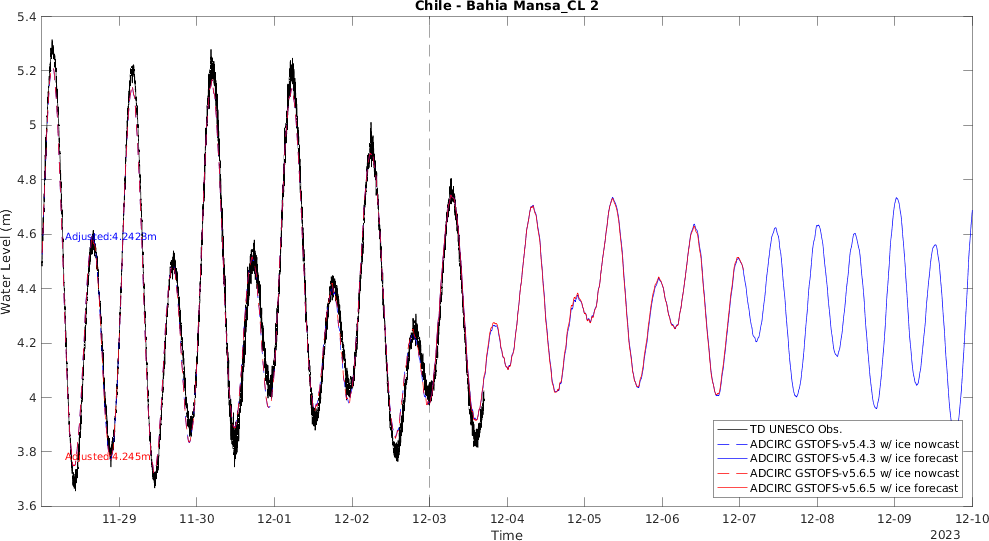 Chile - Bahia Mansa_CL 2
5.4
5.2
5
4.8
4.6
4.4
4.2
4
3.8
3.6
Water Level (m)
Adjusted:4.2428m
Adjusted:4.245m
TD UNESCO Obs.
ADCIRC GSTOFS-v5.4.3 w/ ice nowcast
ADCIRC GSTOFS-v5.4.3 w/ ice forecast
ADCIRC GSTOFS-v5.6.5 w/ ice nowcast
ADCIRC GSTOFS-v5.6.5 w/ ice forecast
11-29 11-30 12-01 12-02 12-03 12-04 12-05 12-06 12-07 12-08 12-09 12-10
Time
2023